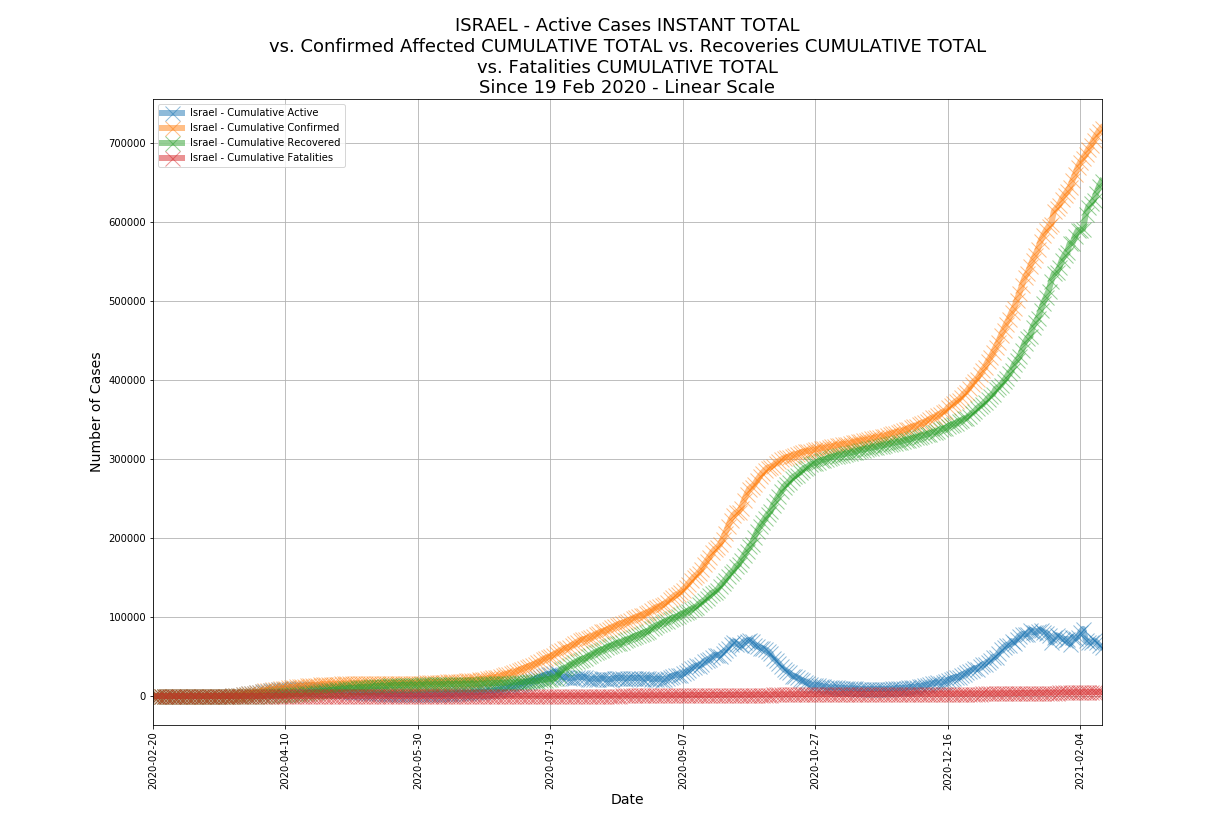 ISRAEL - Active Cases INSTANT TOTAL
vs. Confirmed Affected CUMULATIVE TOTAL vs. Recoveries CUMULATIVE TOTAL
vs. Fatalities CUMULATIVE TOTAL
Since 19 Feb 2020 - Linear Scale
Israel - Cumulative Active
Israel - Cumulative Confirmed
Israel - Cumulative Recovered
Israel - Cumulative Fatalities
Number of Cases
700000
600000
500000
400000
300000
200000
100000
0
2020-02-20
2020-04-10
2020-05-30
2020-07-19
2020-09-07
2020-10-27
2020-12-16
2021-02-04
Date